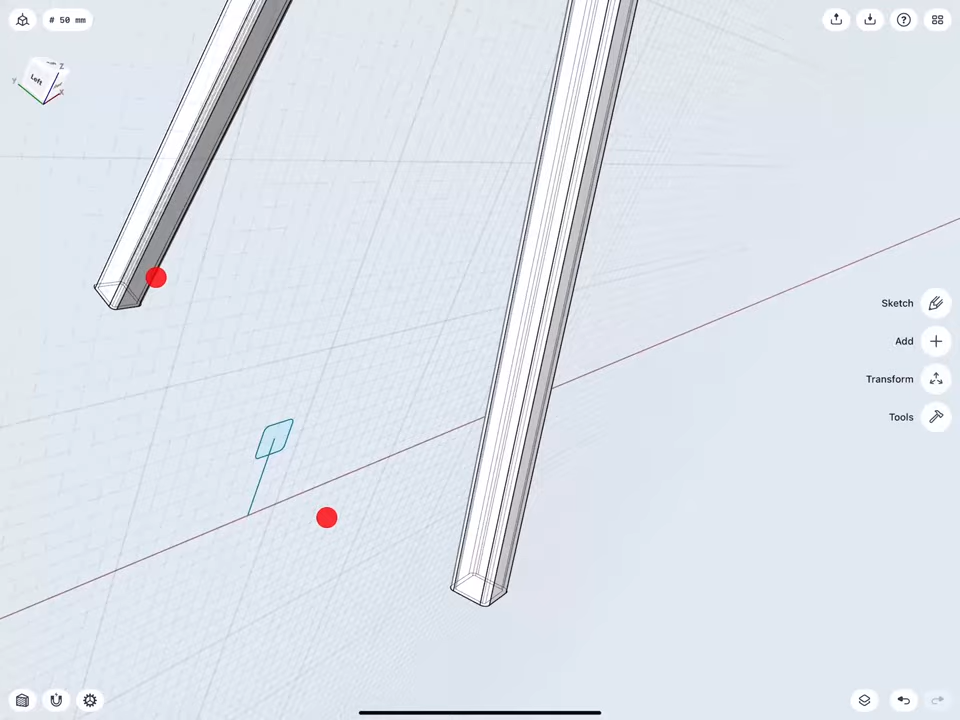 # 50 mm
Z
Left
Y
X
Sketch
Add
Transform
Tools